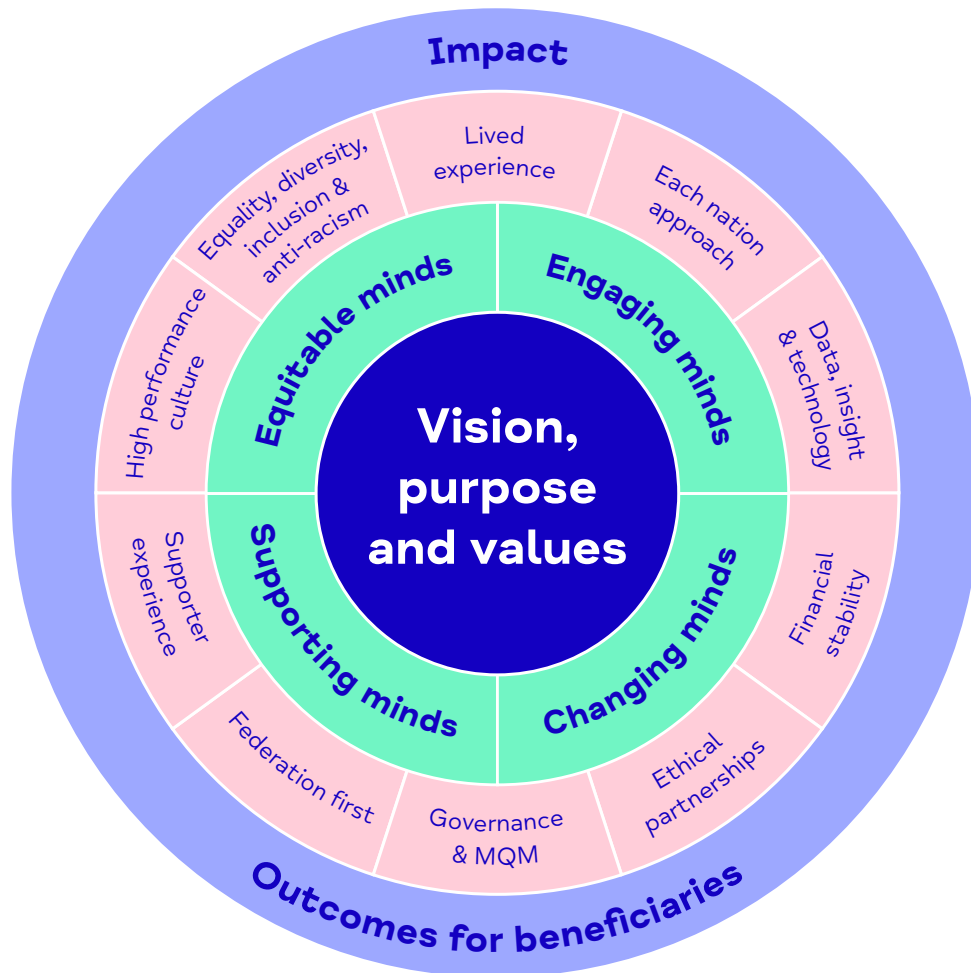 Impact
Lived
experience
Each nation
approach
Data, insight
& technology
Financial
stability
Ethical
partnerships
Governance
& MQM
Federation first
Supporter
experience
High performance
culture
Equality, diversity,
inclusion &
anti-racism
Equitable minds
Engaging minds
Changing minds
Supporting minds
Vision,
purpose
and values
Outcomes for beneficiaries